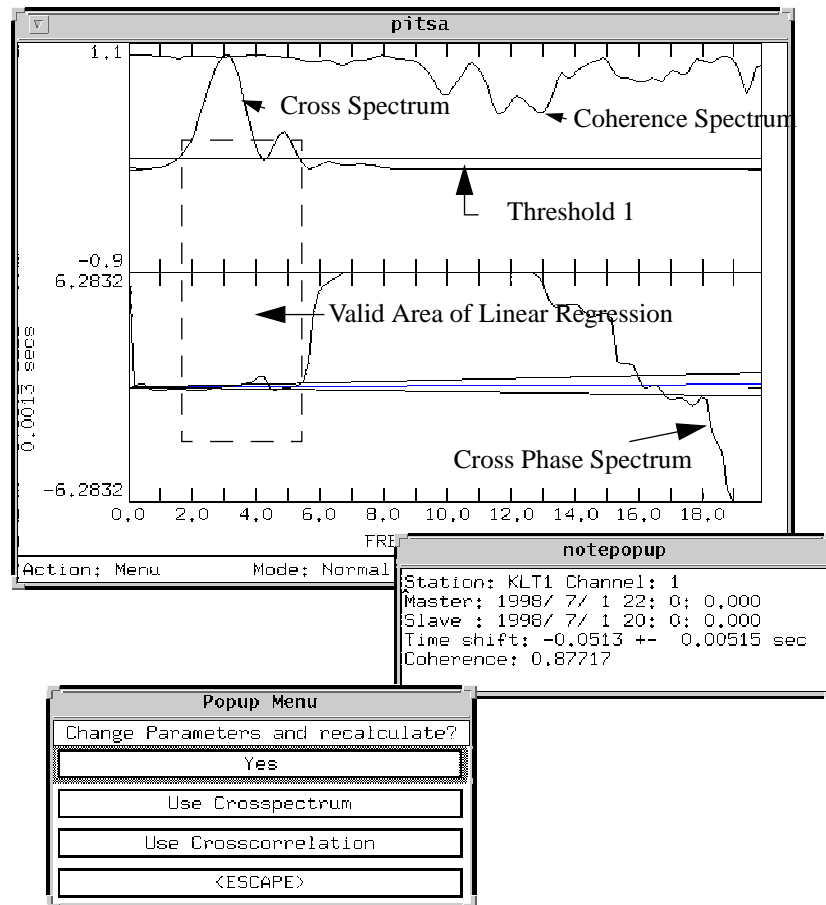 pitsa
1.1
Cross Spectrum
Coherence Spectrum
Threshold 1
-0.9
6.2832
Valid Area of Linear Regression
0.0013 secs
Cross Phase Spectrum
-6.2832
0.0 2.0 4.0 6.0 8.0 10.0 12.0 14.0 16.0 18.0
FRE
Action: Menu Mode: Normal
notepopup
Station: KLT1 Channel: 1
Master: 1998/ 7/ 1 22: 0: 0.000
Slave : 1998/ 7/ 1 20: 0: 0.000
Time shift: -0.0513 +- 0.00515 sec
Coherence: 0.87717
Popup Menu
Change Parameters and recalculate?
Yes
Use Crosspectrum
Use Crosscorrelation
<ESCAPE>